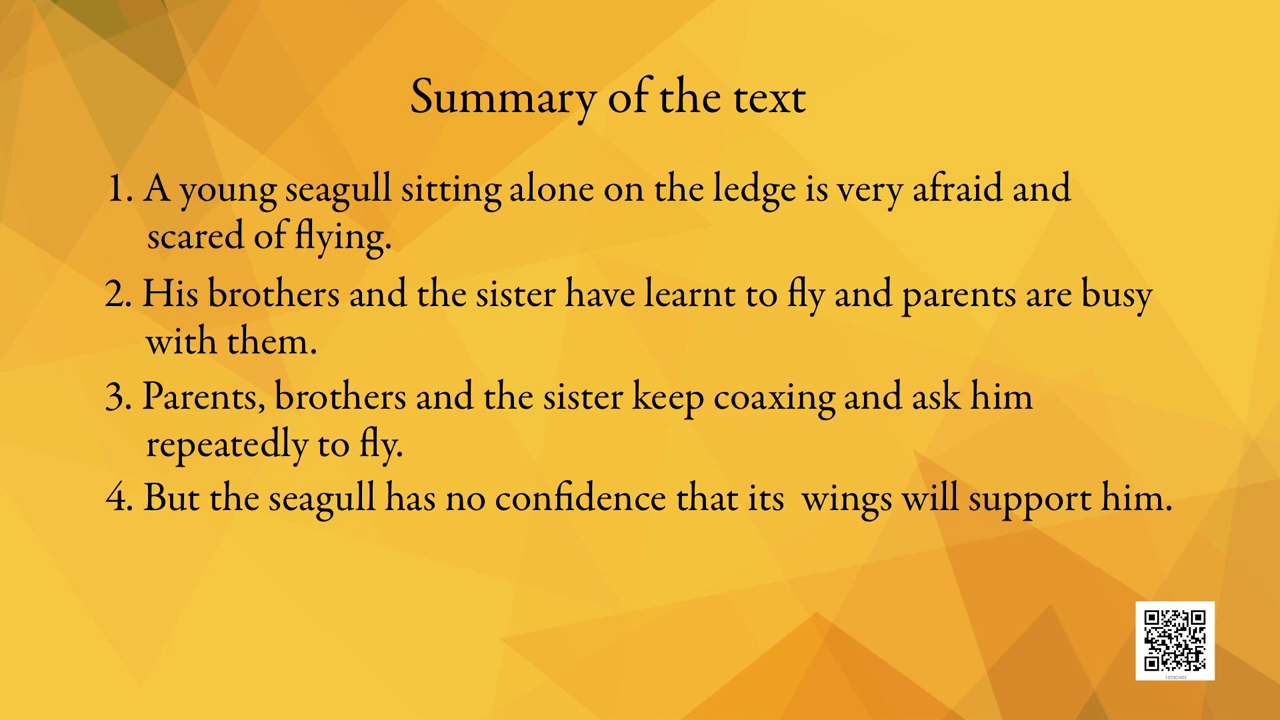 Summary of the text
1. A young seagull sitting alone on the ledge is very afraid and
scared of flying.
2. His brothers and the sister have learnt to fly and parents are busy
with them.
3. Parents, brothers and the sister keep coaxing and ask him
repeatedly to fly.
4. But the seagull has no confidence that its  wings will support him.